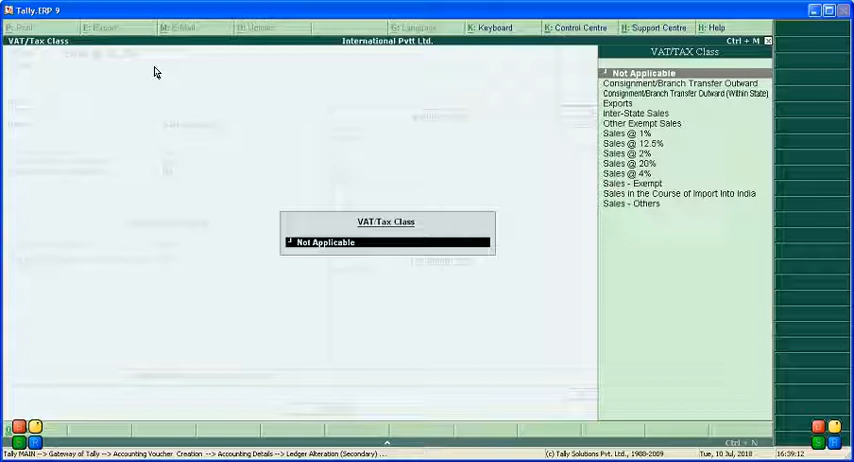 Tally.ERP 9
P: Print
E: Export
M: E-Mail
G: Language
K: Keyboard
K: Control Centre
H: Support Centre
H: Help
VAT/Tax Class
International Pvtt Ltd.
Ctrl + M
VAT/TAX Class
Not Applicable
Consignment/Branch Transfer Outward
Consignment/Branch Transfer Outward (Within State)
Exports
Inter-State Sales
Other Exempt Sales
Sales @ 1%
Sales @ 12.5%
Sales @ 2%
Sales @ 20%
Sales @ 4%
Sales - Exempt
Sales in the Course of Import Into India
Sales - Others
VAT/Tax Class
Not Applicable
Ctrl + N
Tally MAIN --> Gateway of Tally --> Accounting Voucher Creation --> Accounting Details --> Ledger Alteration (Secondary) ...
(c) Tally Solutions Pvt. Ltd., 1988-2009
Tue, 10 Jul, 2018
16:39:12